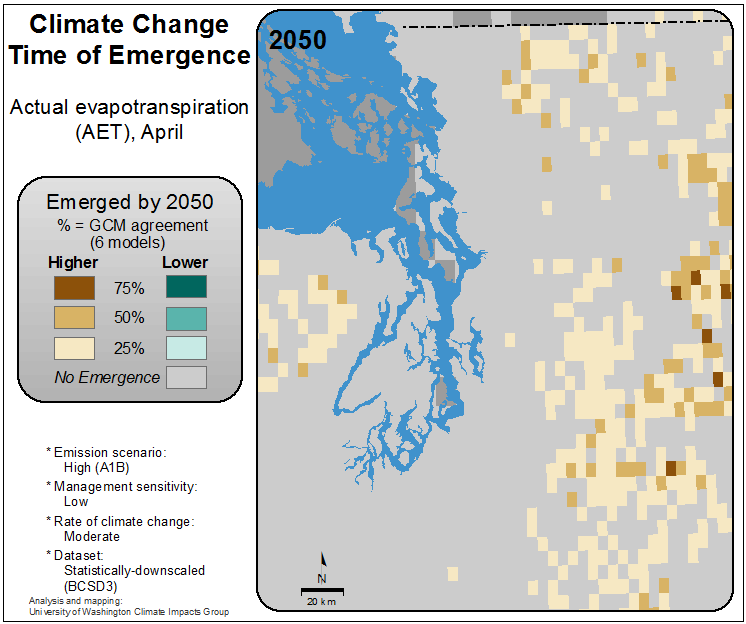 Climate Change
Time of Emergence
Actual evapotranspiration
(AET), April
Emerged by 2050
% = GCM agreement
(6 models)
Higher Lower
75%
50%
25%
No Emergence
* Emission scenario:
High (A1B)
* Management sensitivity:
Low
* Rate of climate change:
Moderate
* Dataset:
Statistically-downscaled
(BCSD3)
Analysis and mapping:
University of Washington Climate Impacts Group
2050
N
20 km